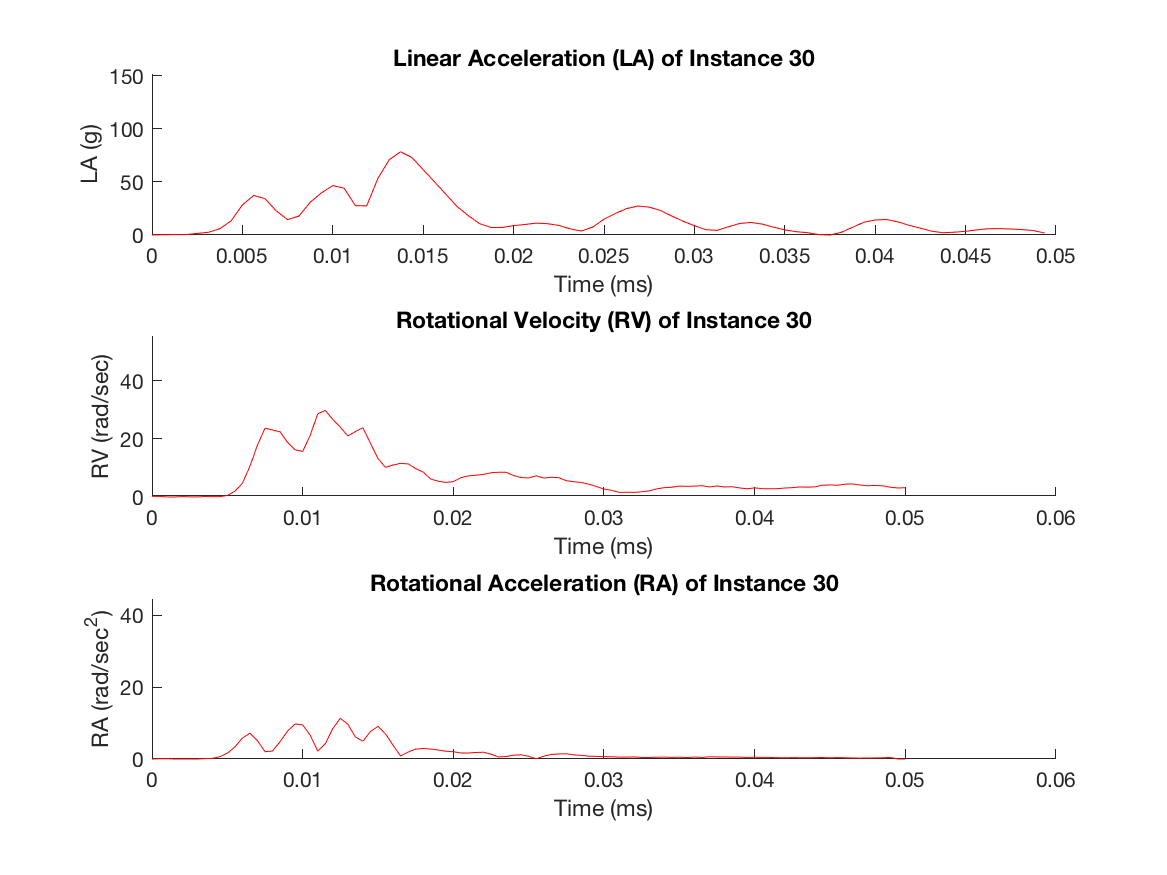 Linear Acceleration (LA) of Instance 30
150
100
50
0
LA (g)
0 0.005 0.01 0.015 0.02 0.025 0.03 0.035 0.04 0.045 0.05
Time (ms)
Rotational Velocity (RV) of Instance 30
40
20
0
RV (rad/sec)
0 0.01 0.02 0.03 0.04 0.05 0.06
Time (ms)
Rotational Acceleration (RA) of Instance 30
40
20
0
RA (rad/sec²)
0 0.01 0.02 0.03 0.04 0.05 0.06
Time (ms)